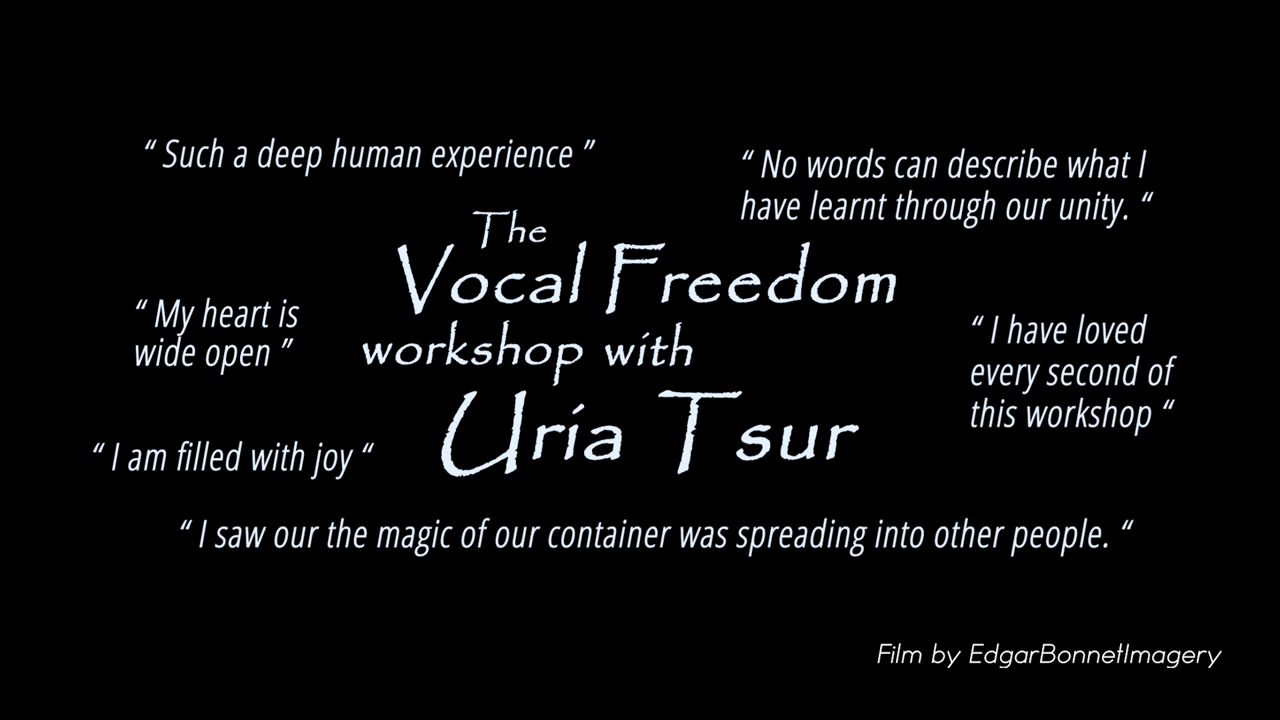 “ Such a deep human experience ”
“ No words can describe what I
have learnt through our unity. “
The
Vocal Freedom
workshop with
Uria Tsur
“ My heart is
wide open ”
“ I have loved
every second of
this workshop “
“ I am filled with joy “
“ I saw our the magic of our container was spreading into other people. “
Film by EdgarBonnetImagery